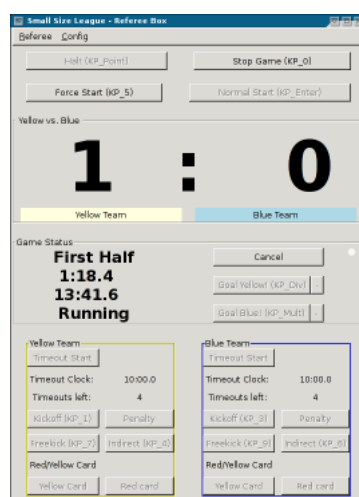 Small Size League - Referee Box
Referee Config
Halt (KP_Point) Stop Game (KP_0)
Force Start (KP_5) Normal Start (KP_Enter)
Yellow vs. Blue
1 : 0
Yellow Team Blue Team
Game Status
First Half
1:18.4
13:41.6
Running
Cancel
Goal Yellow! (KP_Div) -
Goal Blue! (KP_Mult) -
Yellow Team
Timeout Start
Timeout Clock: 10:00.0
Timeouts left: 4
Kickoff (KP_1) Penalty
Freekick (KP_7) Indirect (KP_4)
Red/Yellow Card
Yellow Card Red card
Blue Team
Timeout Start
Timeout Clock: 10:00.0
Timeouts left: 4
Kickoff (KP_3) Penalty
Freekick (KP_9) Indirect (KP_6)
Red/Yellow Card
Yellow Card Red card